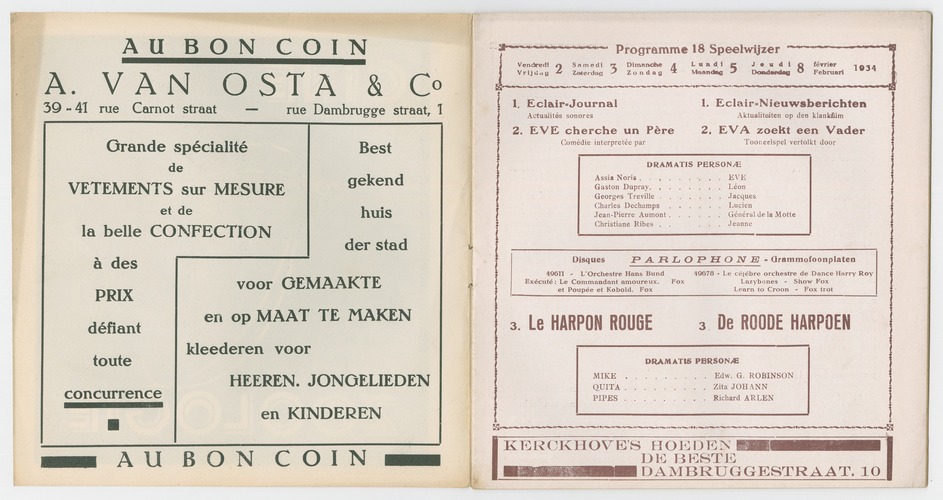 AU BON COIN
A. VAN OSTA & Co
39-41 rue Carnot straat — rue Dambrugge straat, 1
Grande spécialité
de
VETEMENTS sur MESURE
et de
la belle CONFECTION
à des
PRIX
défiant
toute
concurrence
Best
gekend
huis
der stad
voor GEMAAKTE
en op MAAT TE MAKEN
kleederen voor
HEEREN. JONGELIEDEN
en KINDEREN
AU BON COIN
Programme 18 Speelwijzer
Vendredi 2 Samedi 3 Dimanche 4 Lundi 5 Jeudi 8 février 1934
Vrijdag Zaterdag Zondag Maandag Donderdag Februari
1. Eclair-Journal
Actualités sonores
2. EVE cherche un Père
Comédie interpretée par
1. Eclair-Nieuwsberichten
Aktualiteiten op den klankfilm
2. EVA zoekt een Vader
Tooneelspel vertolkt door
DRAMATIS PERSONÆ
Assia Noris . . . . . . . . EVE
Gaston Dupray. . . . . . . . Léon
Georges Treville . . . . . . . Jacques
Charles Dechamps . . . . . . Lucien
Jean-Pierre Aumont . . . . . . Général de la Motte
Christiane Ribes . . . . . . . Jeanne
Disques PARLOPHONE - Grammofoonplaten
49611 - L'Orchestre Hans Bund
Exécuté: Le Commandant amoureux. Fox
et Poupée et Kobold. Fox
49678 - Le céjèbre orchestre de Dance Harry Roy
Lazybones - Show Fox
Learn to Croon - Fox trot
3. Le HARPON ROUGE
3. De ROODE HARPOEN
DRAMATIS PERSONÆ
MIKE . . . . . . . . Edw. G. ROBINSON
QUITA . . . . . . . . Zita JOHANN
PIPES . . . . . . . . Richard ARLEN
KERCKHOVE'S HOEDEN
DE BESTE
DAMBRUGGESTRAAT. 10